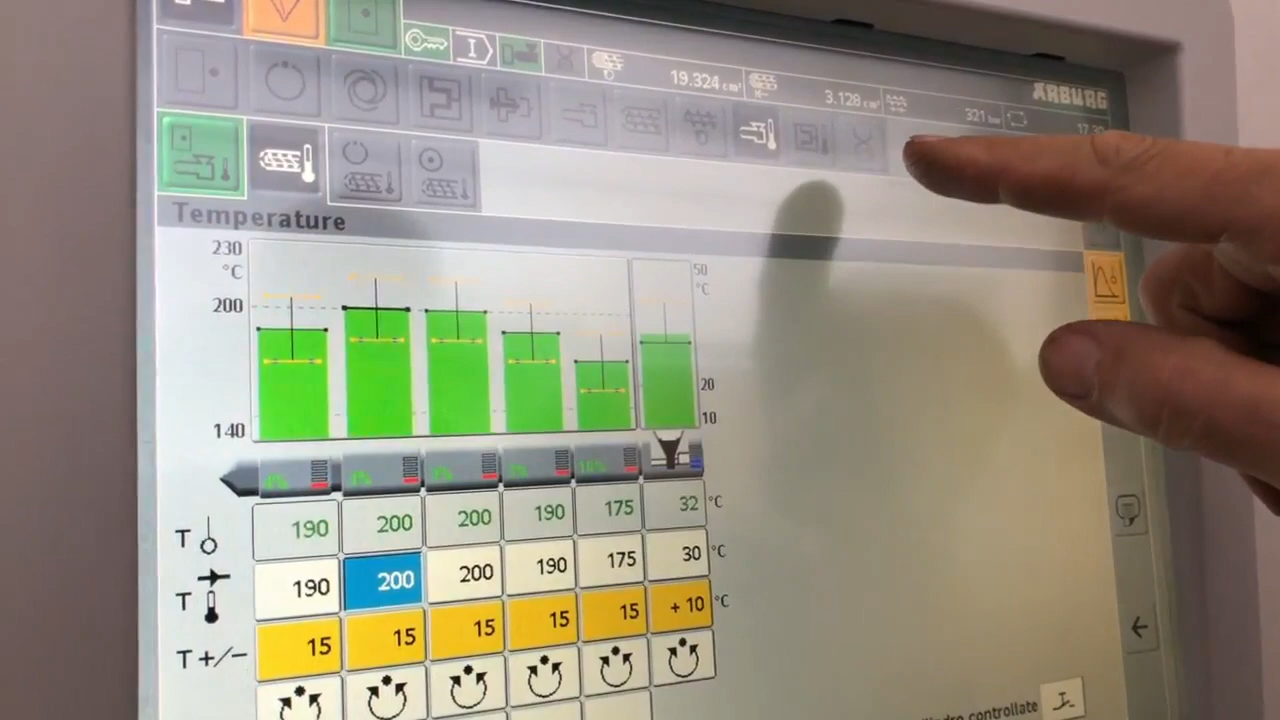 I
19.324 cm³
3.128 cm³
321 bar
ARBURG
Temperature
230
°C
200
140
50
°C
20
10
190 200 200 190 175 32 °C
T
190 200 200 190 175 30 °C
T
15 15 15 15 15 + 10 °C
T +/-
controllate